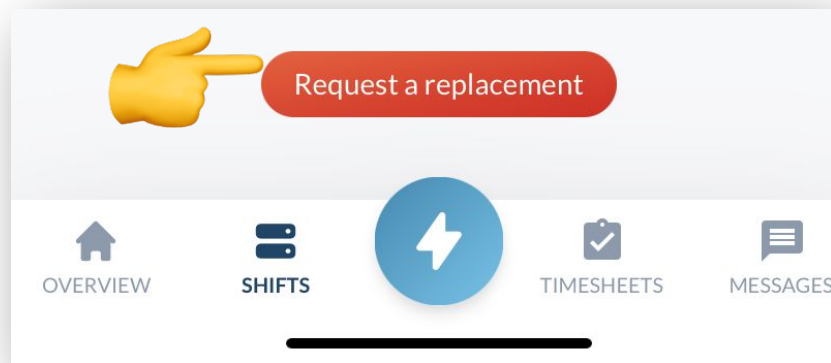 Request a replacement
OVERVIEW SHIFTS TIMESHEETS MESSAGES